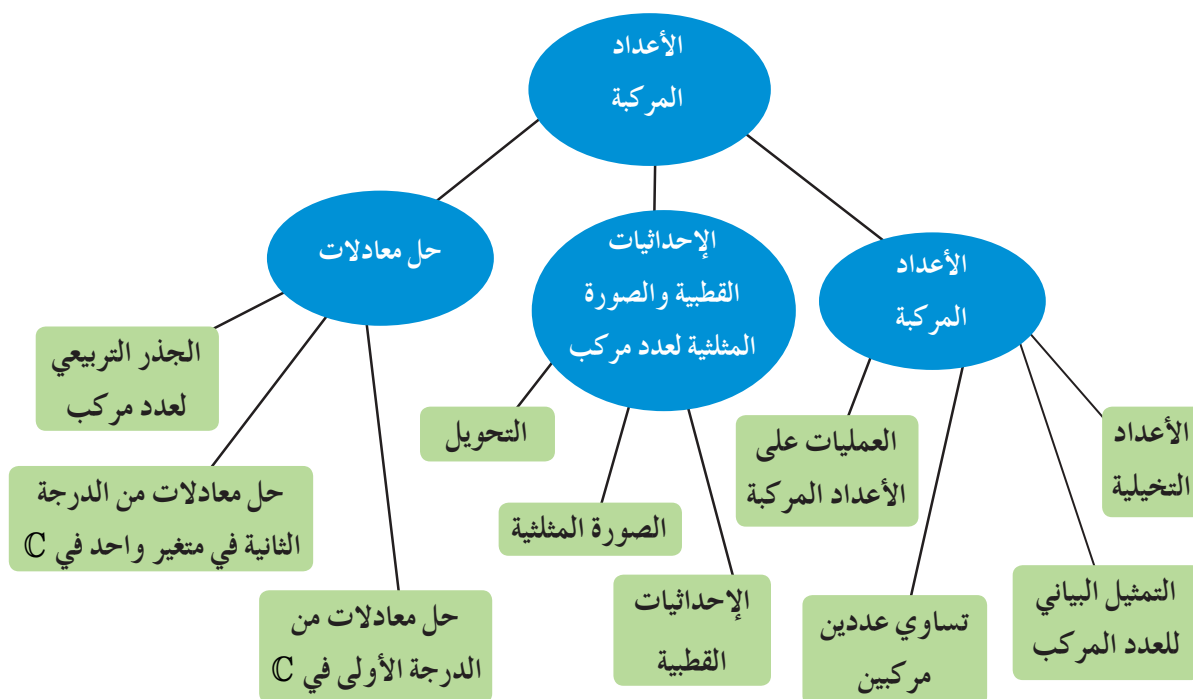 الأعداد
المركبة
الأعداد
المركبة
الإحداثيات
القطبية والصورة
المثلثية لعدد مركب
حل معادلات
الأعداد
التخيلية
التمثيل البياني
للعدد المركب
تساوي عددين
مركبين
العمليات على
الأعداد المركبة
الإحداثيات
القطبية
الصورة المثلثية
التحويل
حل معادلات من
الدرجة الأولى في ℂ
حل معادلات من الدرجة
الثانية في متغير واحد في ℂ
الجذر التربيعي
لعدد مركب